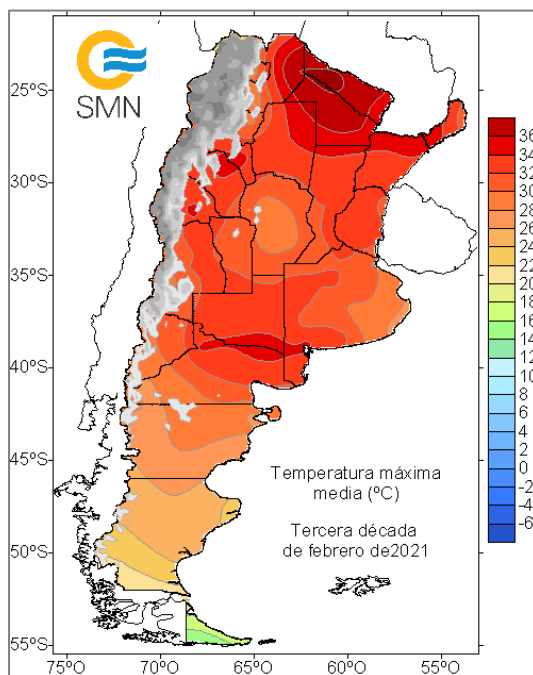 SMN
25ºS
30ºS
35ºS
40ºS
45ºS
50ºS
55ºS
75ºO
70ºO
65ºO
60ºO
55ºO
Temperatura máxima
media (ºC)
Tercera década
de febrero de2021
36
34
32
30
28
26
24
22
20
18
16
14
12
10
8
6
4
2
0
-2
-4
-6